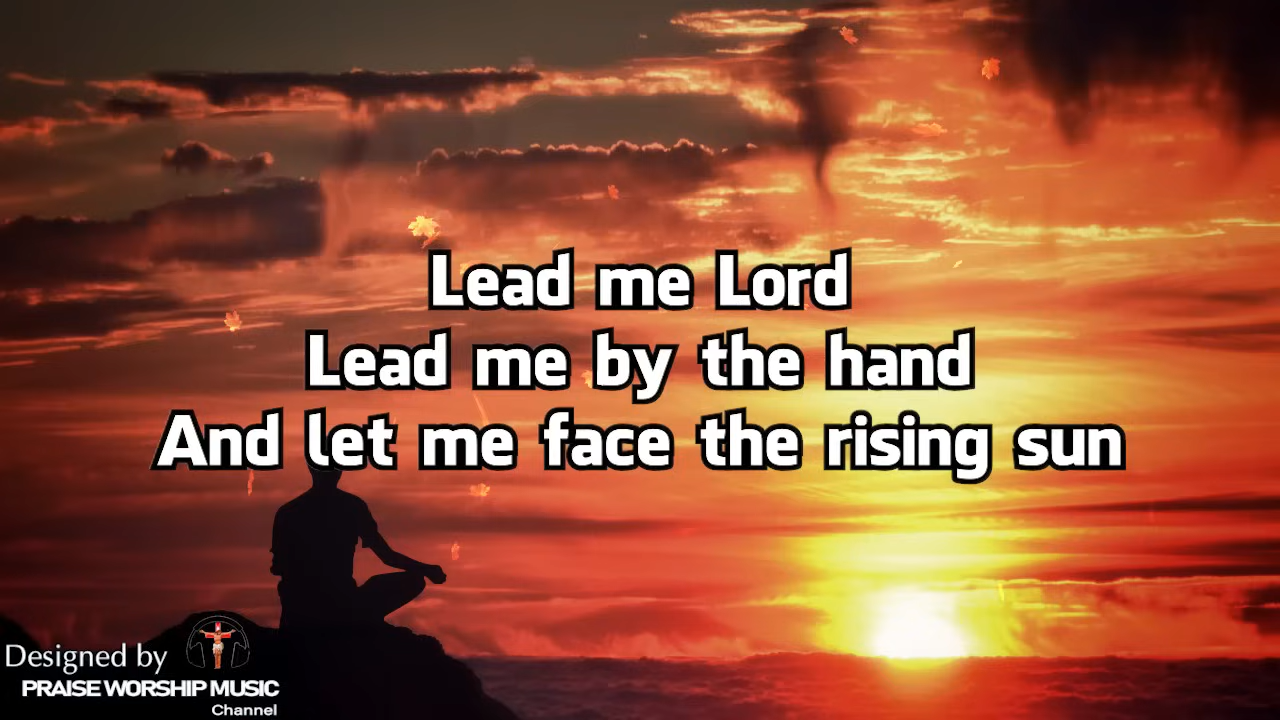 Lead me Lord
Lead me by the hand
And let me face the rising sun
Designed by
PRAISE WORSHIP MUSIC
Channel